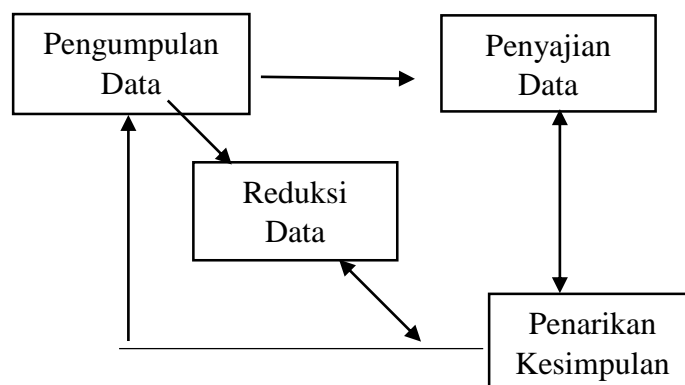 Pengumpulan
Data
Penyajian
Data
Reduksi
Data
Penarikan
Kesimpulan